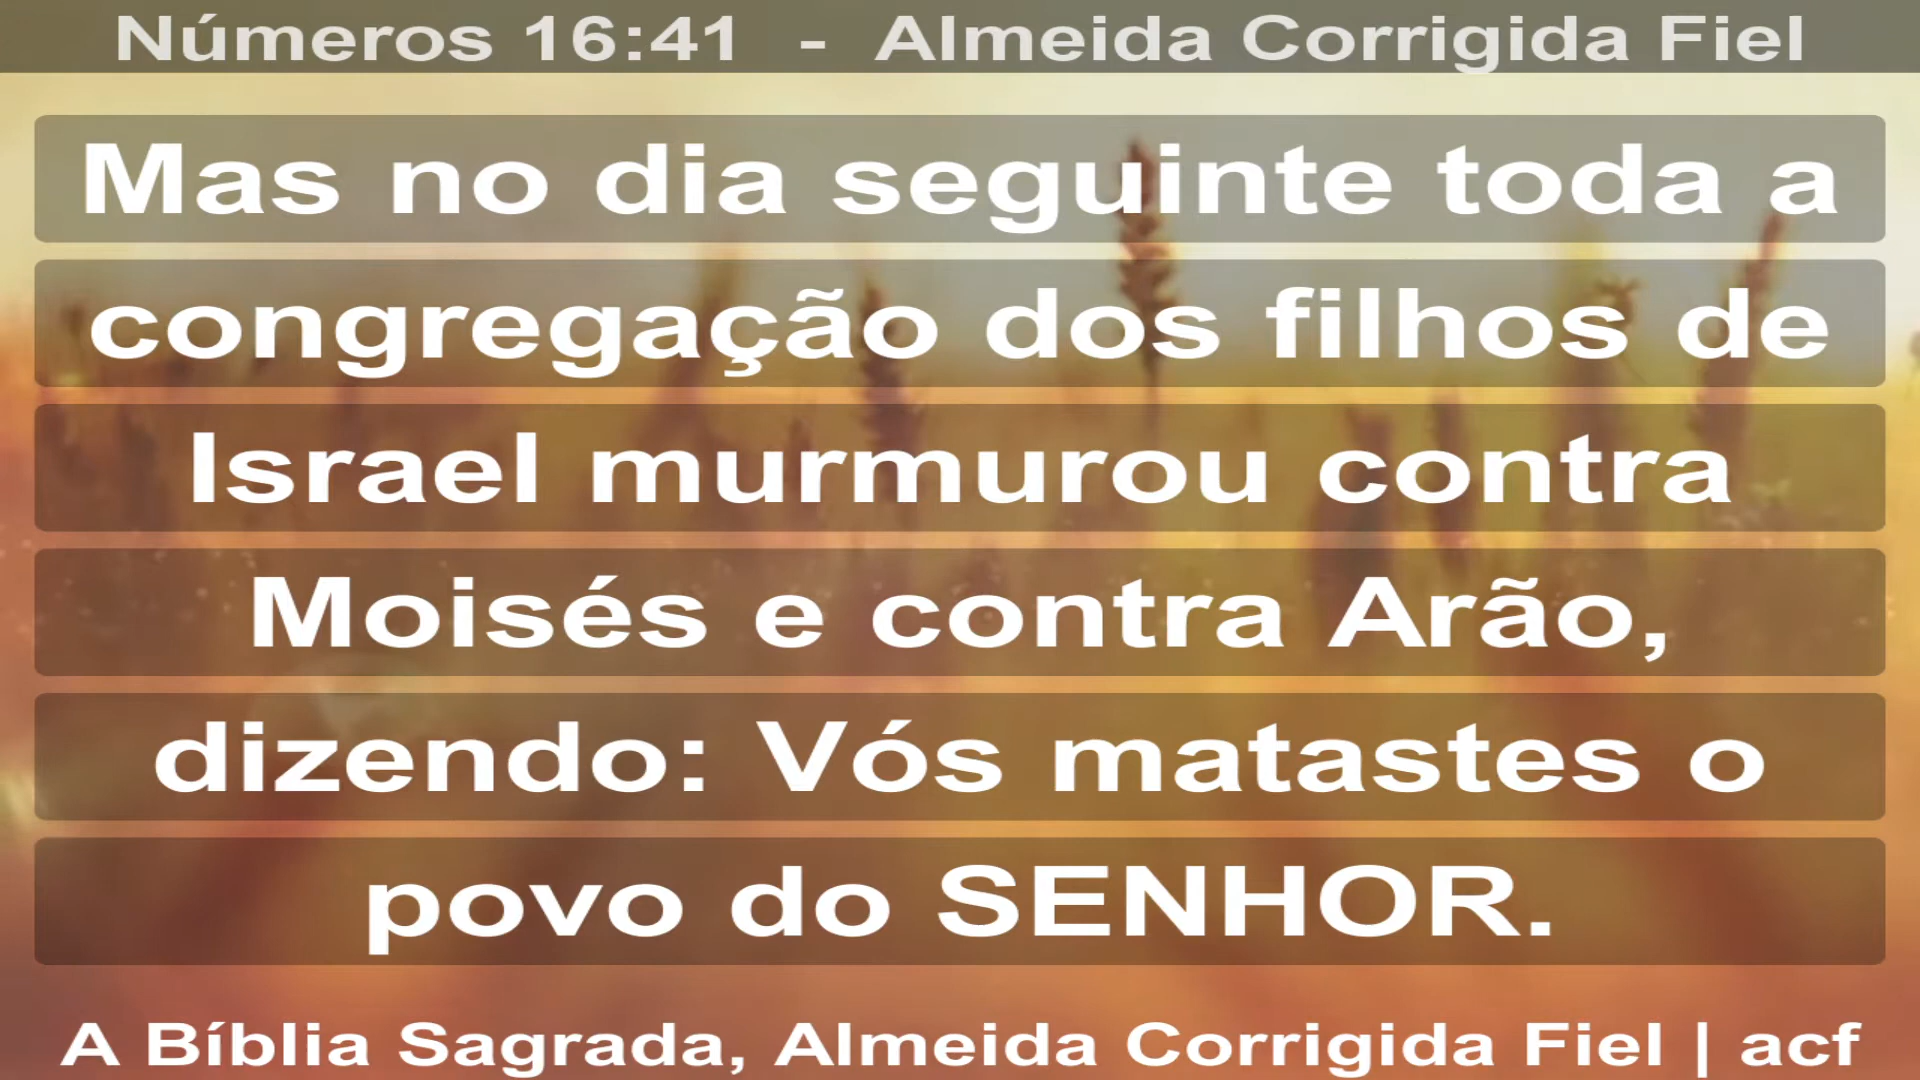 Números 16:41 - Almeida Corrigida Fiel
Mas no dia seguinte toda a
congregação dos filhos de
Israel murmurou contra
Moisés e contra Arão,
dizendo: Vós matastes o
povo do SENHOR.
A Bíblia Sagrada, Almeida Corrigida Fiel | acf